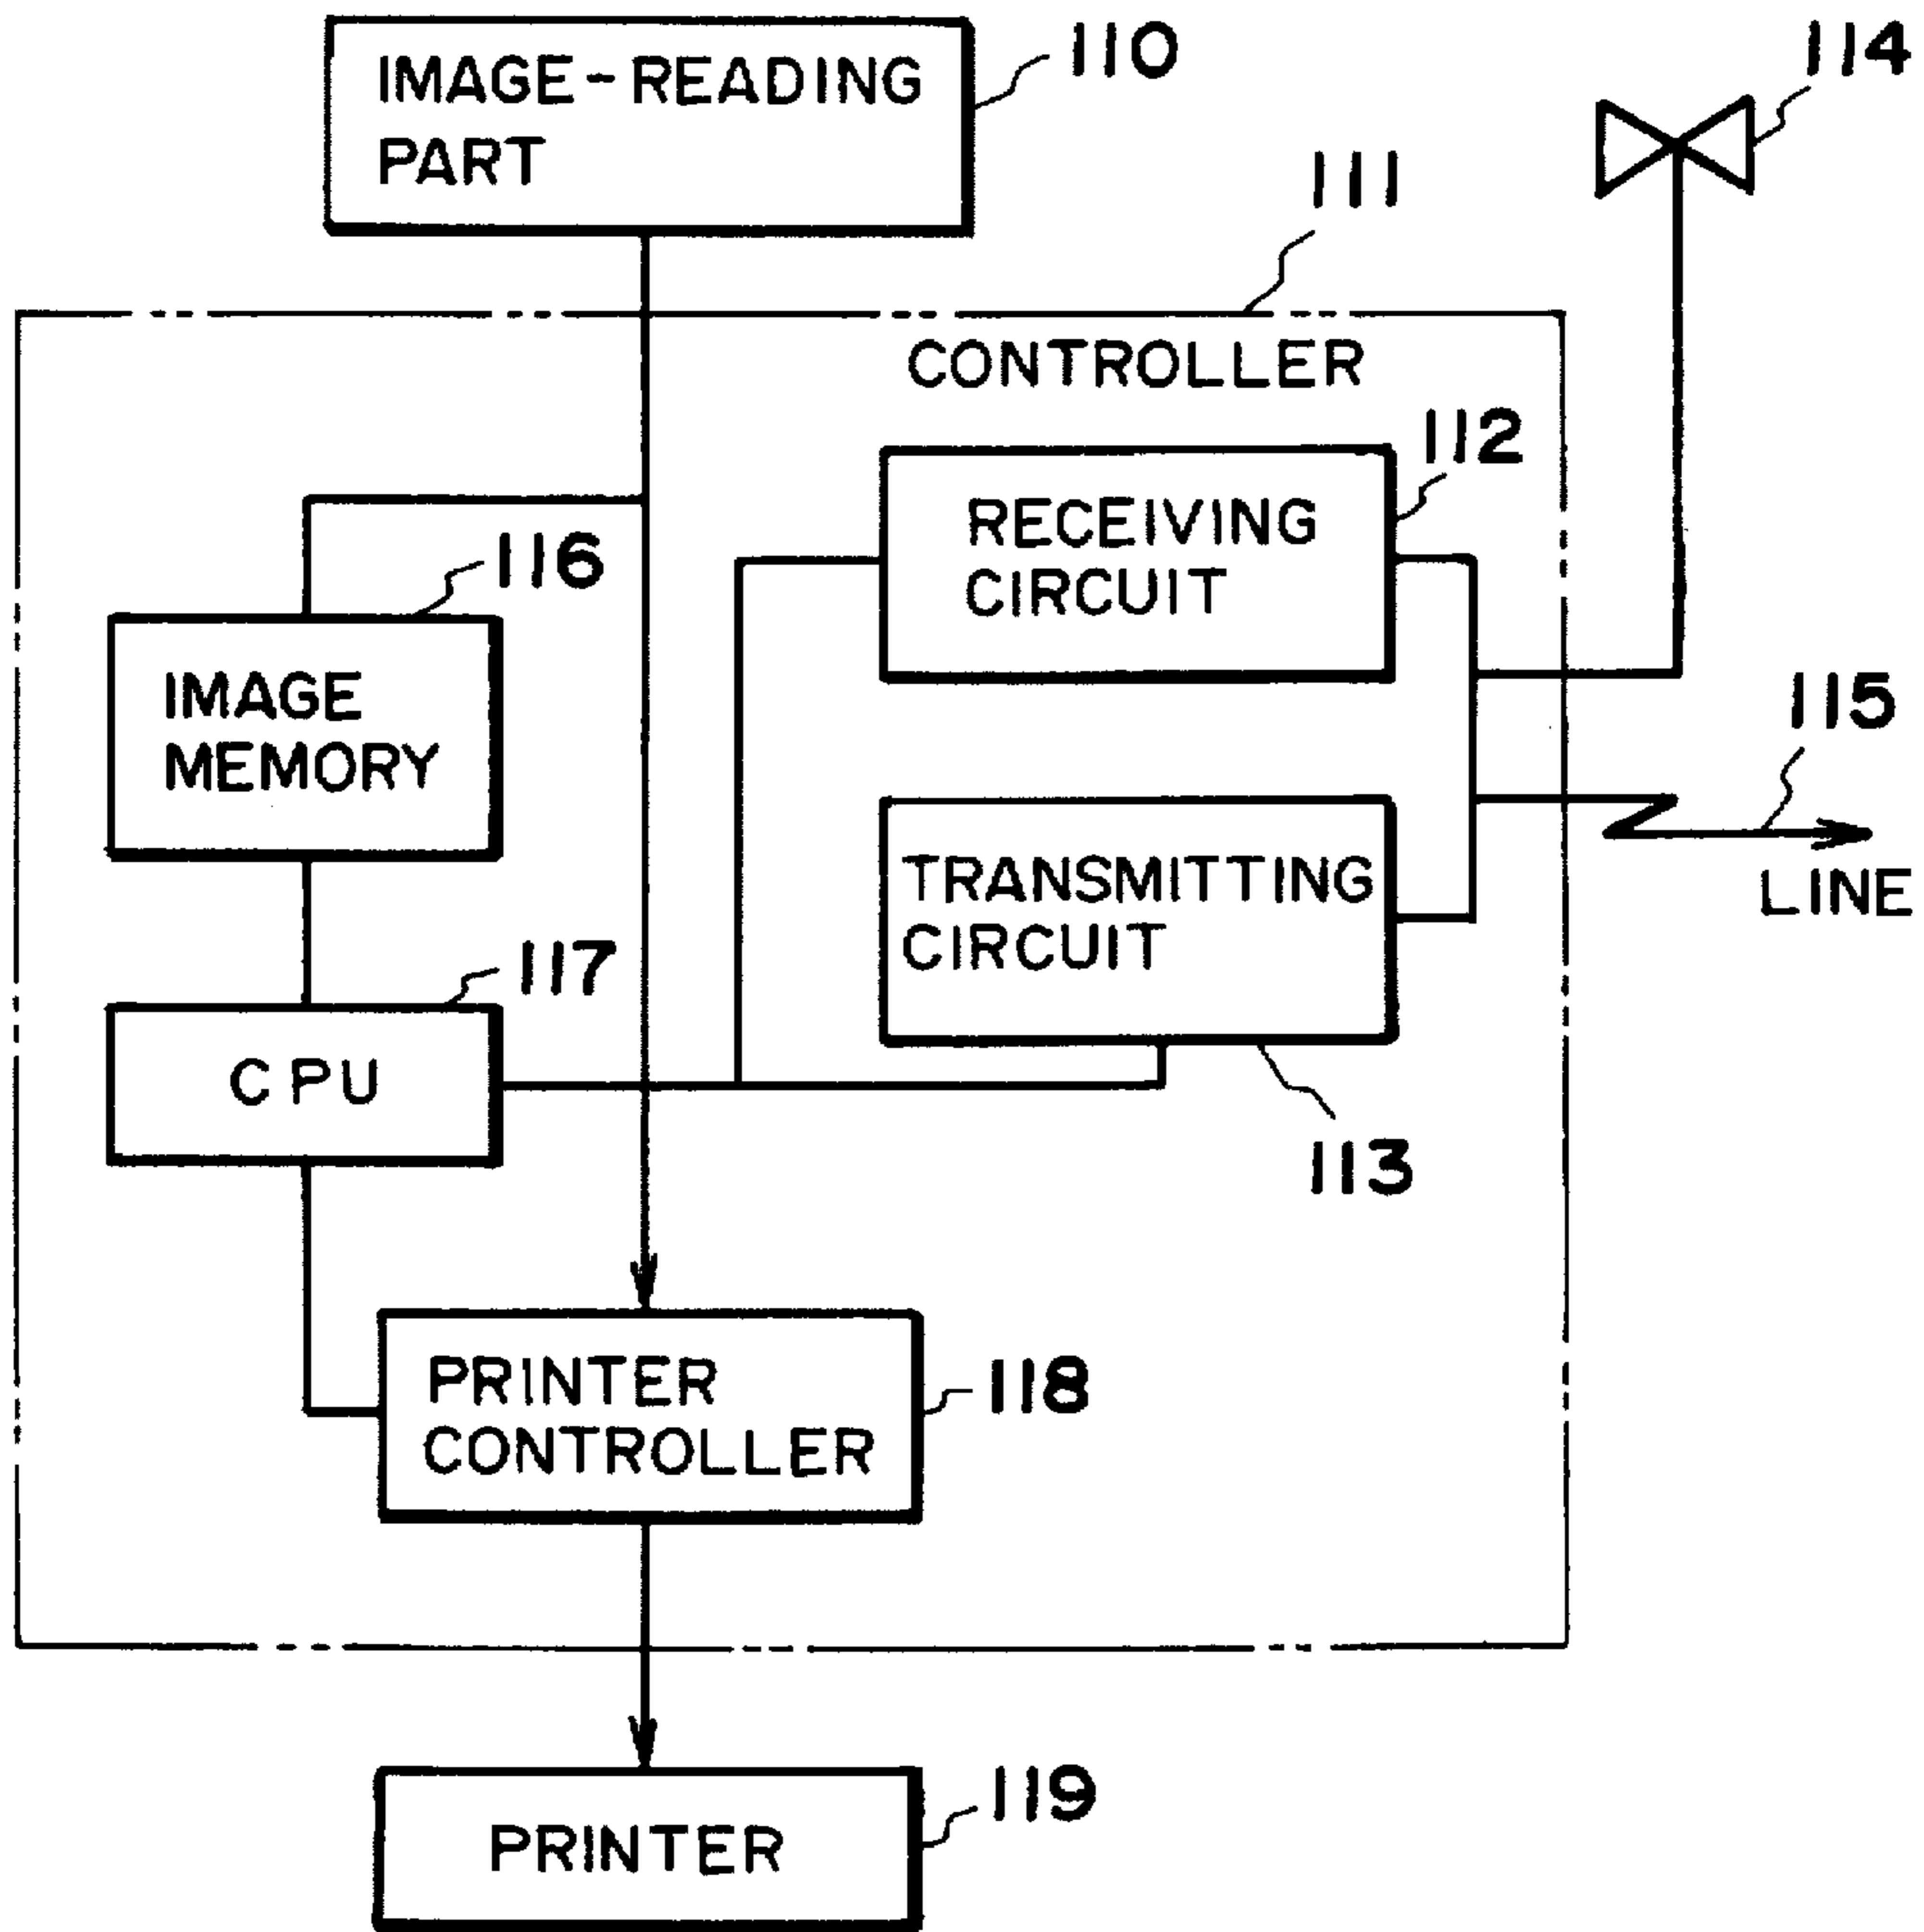 IMAGE-READING
PART
110
114
111
CONTROLLER
112
RECEIVING
CIRCUIT
116
IMAGE
MEMORY
115
LINE
TRANSMITTING
CIRCUIT
117
CPU
113
PRINTER
CONTROLLER
118
PRINTER
119